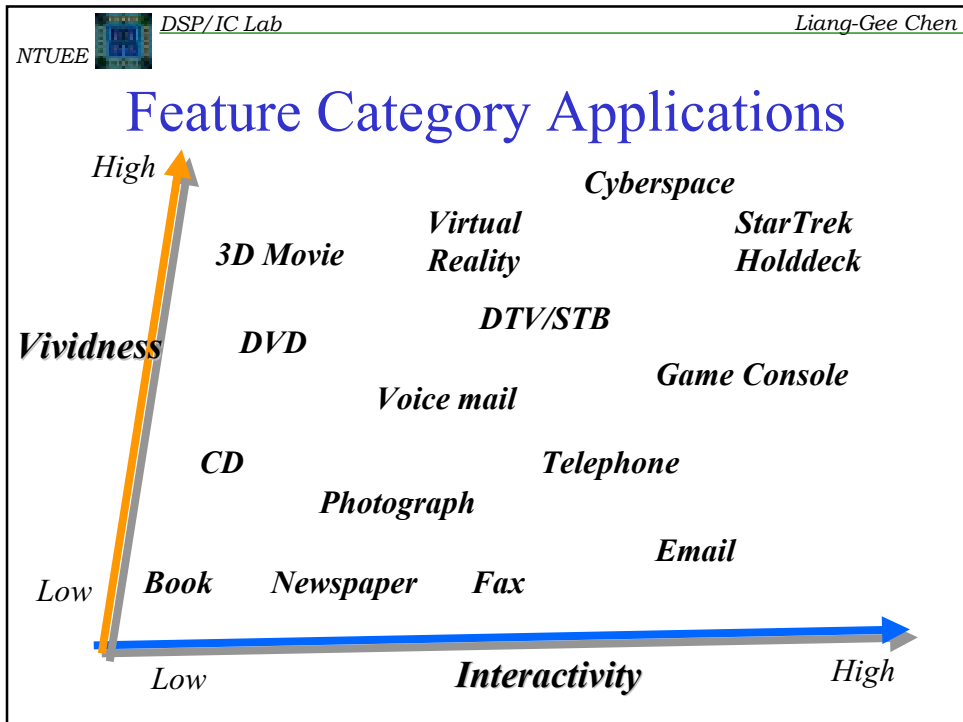 DSP/IC Lab
Liang-Gee Chen
NTUEE
Feature Category Applications
High
Cyberspace
Virtual
Reality
StarTrek
Holddeck
3D Movie
DTV/STB
Vividness
DVD
Game Console
Voice mail
CD
Telephone
Photograph
Email
Low
Book
Newspaper
Fax
Low
Interactivity
High